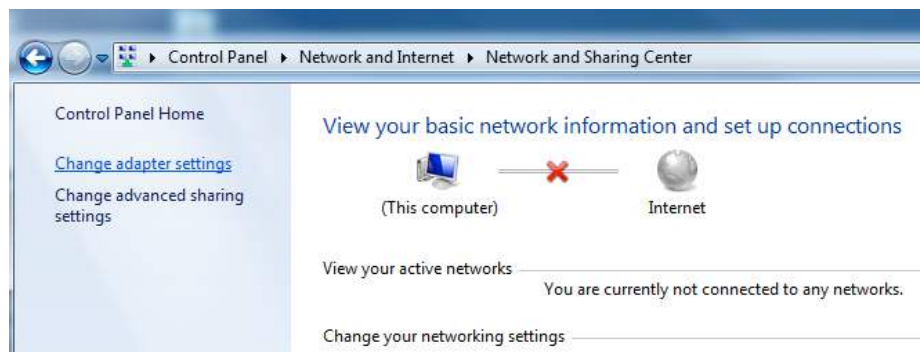 Control Panel Network and Internet Network and Sharing Center
Control Panel Home
Change adapter settings
Change advanced sharing
settings
View your basic network information and set up connections
(This computer)
Internet
View your active networks
You are currently not connected to any networks.
Change your networking settings